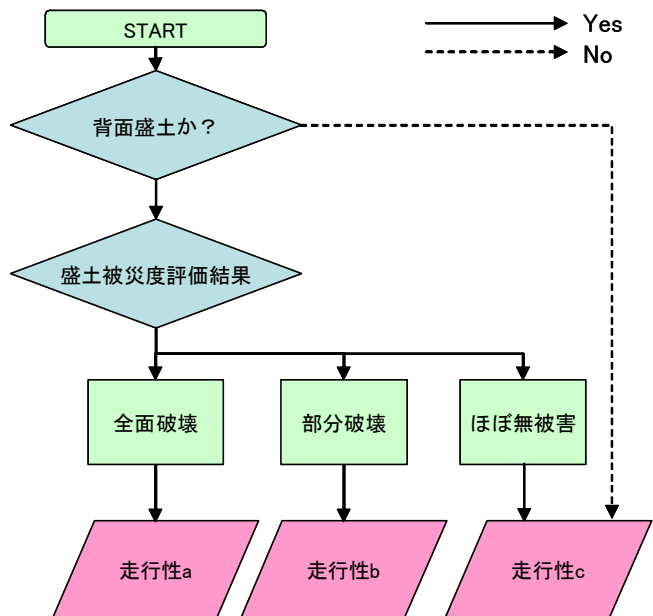 START
Yes
No
背面盛土か？
盛土被災度評価結果
全面破壊
部分破壊
ほぼ無被害
走行性a
走行性b
走行性c